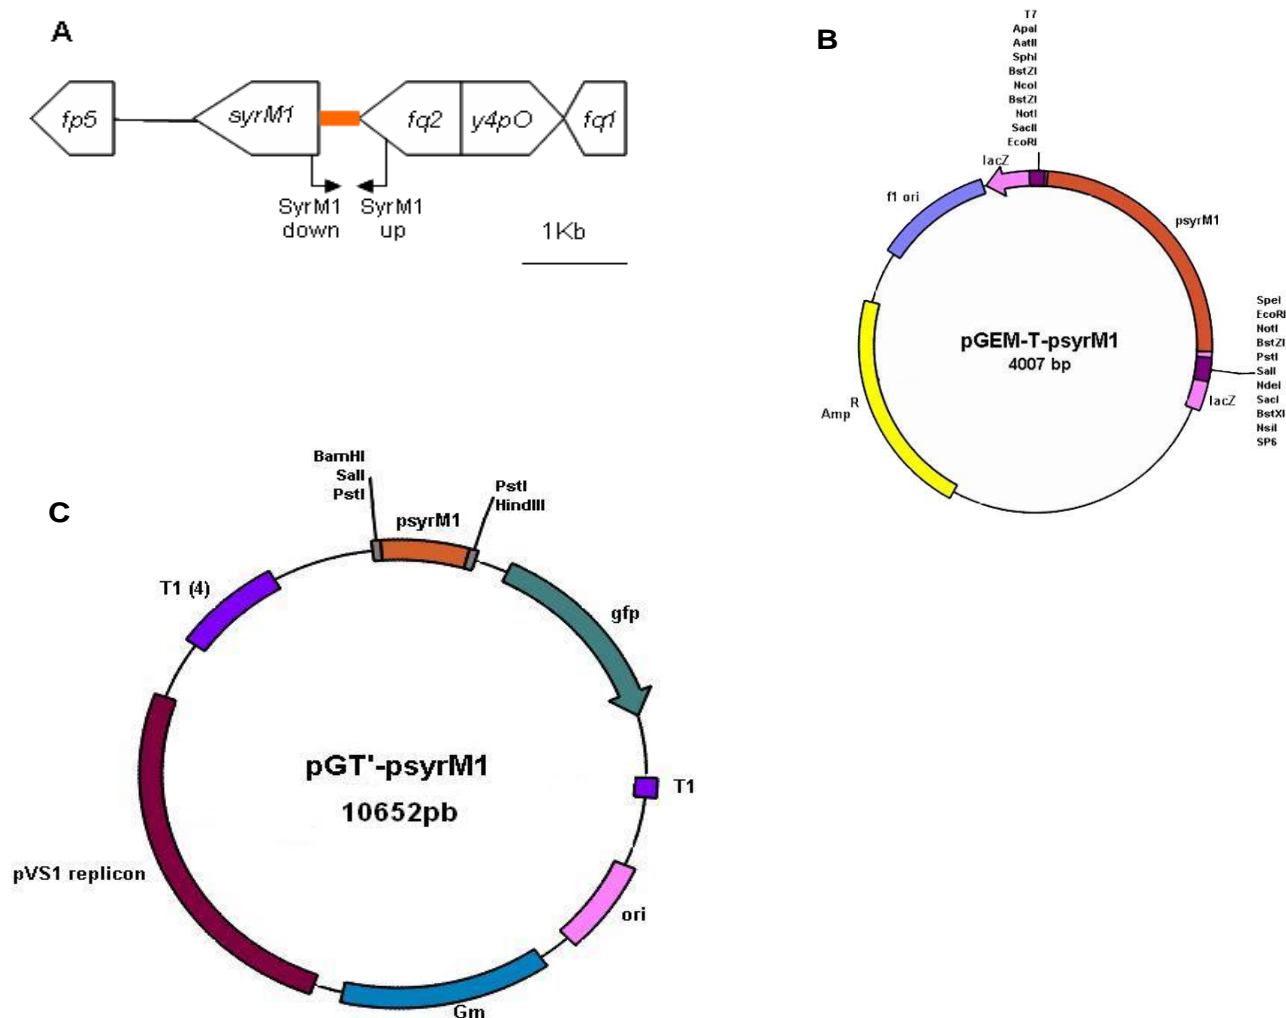 A
fp5
syrM1
fq2
y4pO
fq1
SyrM1
down
SyrM1
up
1Kb
B
T7
ApaI
AatII
SphI
BstZI
NcoI
BstZI
NotI
SacII
EcoRI
lacZ
f1 ori
psyrM1
pGEM-T-psyrM1
4007 bp
Amp R
SpeI
EcoRI
NotI
BstZI
PstI
SalI
NdeI
SacI
BstXI
NsiI
SP6
lacZ
C
BamHI
SalI
PstI
psyrM1
PstI
HindIII
T1 (4)
gfp
pGT'-psyrM1
10652pb
T1
pVS1 replicon
ori
Gm